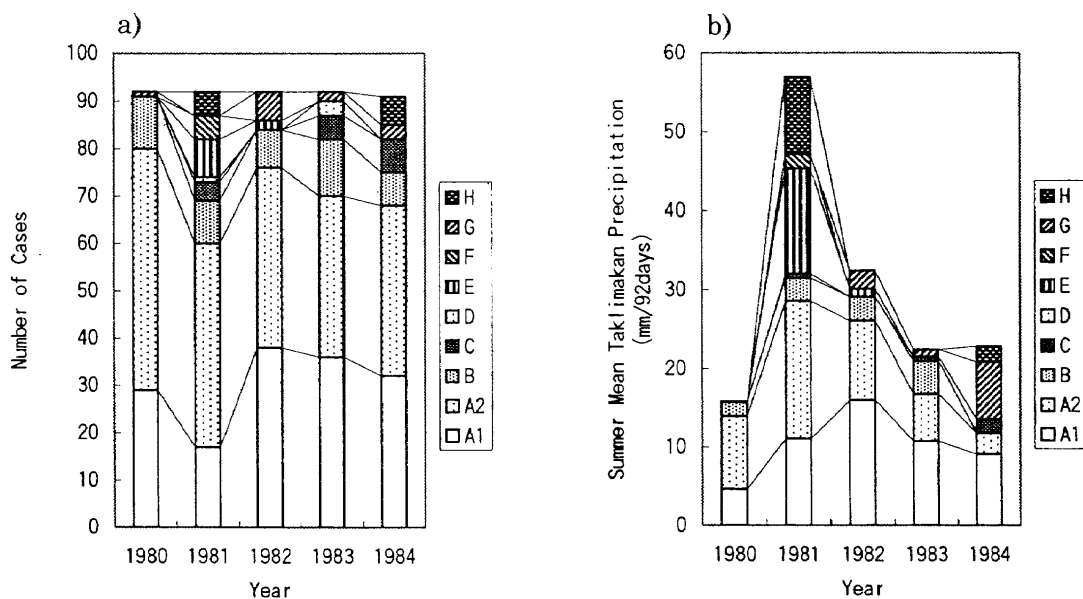 a)
100
90
80
70
60
50
40
30
20
10
0
Number of Cases
1980 1981 1982 1983 1984
Year
H
G
F
E
D
C
B
A2
A1
b)
60
50
40
30
20
10
0
Summer Mean Taklimakan Precipitation
(mm/92days)
1980 1981 1982 1983 1984
Year
H
G
F
E
D
C
B
A2
A1